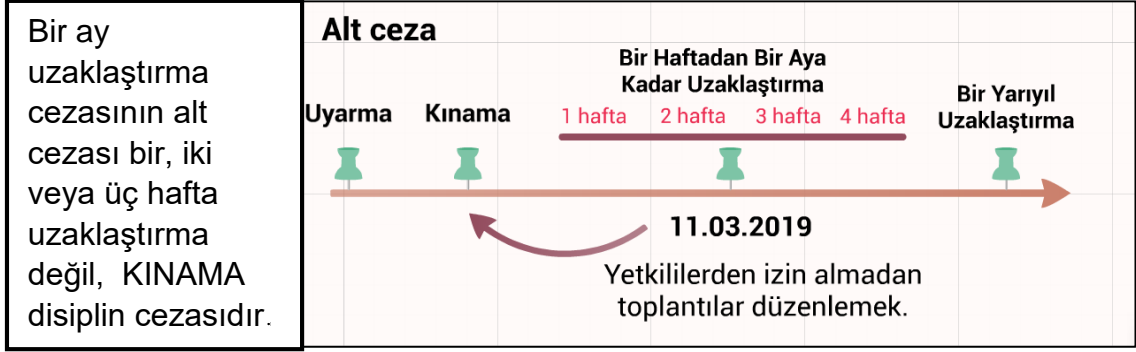 Bir ay
uzaklaştırma
cezasının alt
cezası bir, iki
veya üç hafta
uzaklaştırma
değil,  KINAMA
disiplin cezasıdır.
Alt ceza
Uyarma
Kınama
Bir Haftadan Bir Aya
Kadar Uzaklaştırma
1 hafta 2 hafta 3 hafta 4 hafta
Bir Yarıyıl
Uzaklaştırma
11.03.2019
Yetkililerden izin almadan
toplantılar düzenlemek.